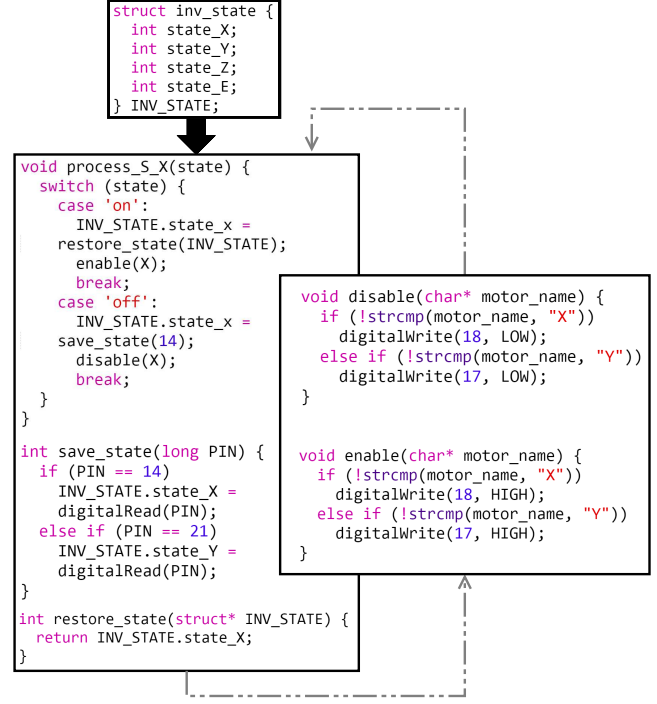 struct inv_state {
int state_X;
int state_Y;
int state_Z;
int state_E;
} INV_STATE;
void process_S_X(state) {
switch (state) {
case 'on':
INV_STATE.state_x =
restore_state(INV_STATE);
enable(X);
break;
case 'off':
INV_STATE.state_x =
save_state(14);
disable(X);
break;
}
}
int save_state(long PIN) {
if (PIN == 14)
INV_STATE.state_X =
digitalRead(PIN);
else if (PIN == 21)
INV_STATE.state_Y =
digitalRead(PIN);
}
int restore_state(struct* INV_STATE) {
return INV_STATE.state_X;
}
void disable(char* motor_name) {
if (!strcmp(motor_name, "X"))
digitalWrite(18, LOW);
else if (!strcmp(motor_name, "Y"))
digitalWrite(17, LOW);
}
void enable(char* motor_name) {
if (!strcmp(motor_name, "X"))
digitalWrite(18, HIGH);
else if (!strcmp(motor_name, "Y"))
digitalWrite(17, HIGH);
}